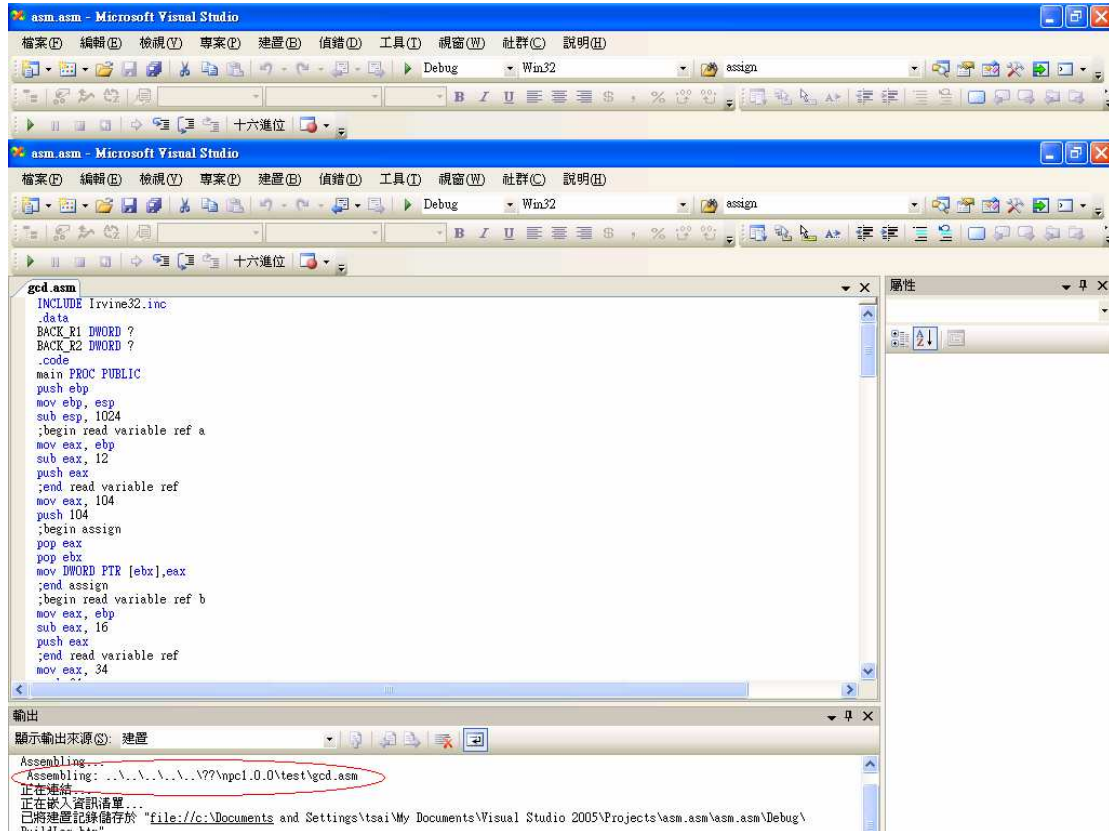 asm.asm - Microsoft Visual Studio
檔案(F) 編輯(E) 檢視(V) 專案(P) 建置(B) 偵錯(D) 工具(T) 視窗(W) 社群(C) 說明(H)
Debug Win32 assign
B I U $ , %
十六進位
asm.asm - Microsoft Visual Studio
檔案(F) 編輯(E) 檢視(V) 專案(P) 建置(B) 偵錯(D) 工具(T) 視窗(W) 社群(C) 說明(H)
Debug Win32 assign
B I U $ , %
十六進位
gcd.asm
屬性
INCLUDE Irvine32.inc
.data
BACK_R1 DWORD ?
BACK_R2 DWORD ?
.code
main PROC PUBLIC
push ebp
mov ebp, esp
sub esp, 1024
;begin read variable ref a
mov eax, ebp
sub eax, 12
push eax
;end read variable ref
mov eax, 104
push 104
;begin assign
pop eax
pop ebx
mov DWORD PTR [ebx],eax
;end assign
;begin read variable ref b
mov eax, ebp
sub eax, 16
push eax
;end read variable ref
mov eax, 34
輸出
顯示輸出來源(S): 建置
Assembling...
Assembling: ..\..\..\..\..\??\npc1.0.0\test\gcd.asm
正在連結...
正在嵌入資訊清單...
已將建置記錄儲存於 "file://c:\Documents and Settings\tsai\My Documents\Visual Studio 2005\Projects\asm.asm\asm.asm\Debug\
BuildLog.htm"